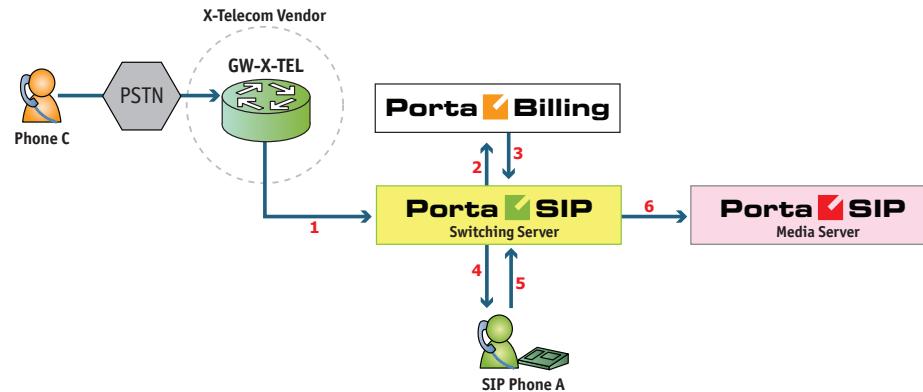 X-Telecom Vendor
GW-X-TEL
PSTN
Phone C
Porta Billing
2
3
1
Porta SIP
Switching Server
6
Porta SIP
Media Server
4
5
SIP Phone A